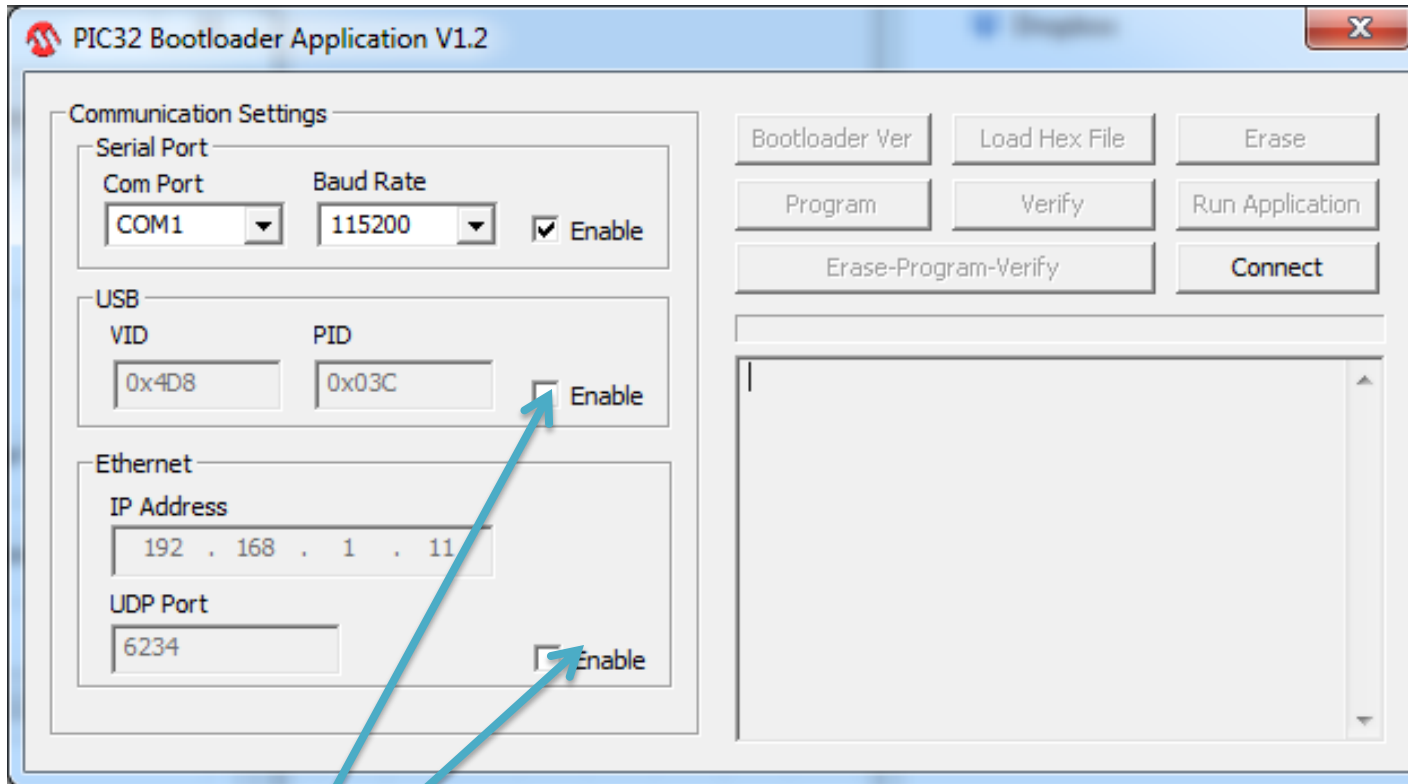 PIC32 Bootloader Application V1.2
Dropbox
Communication Settings
Serial Port
Com Port Baud Rate
COM1 115200 Enable
USB
VID PID
0x4D8 0x03C Enable
Ethernet
IP Address
192 . 168 . 1 . 11
UDP Port
6234 Enable
Bootloader Ver Load Hex File Erase
Program Verify Run Application
Erase-Program-Verify Connect